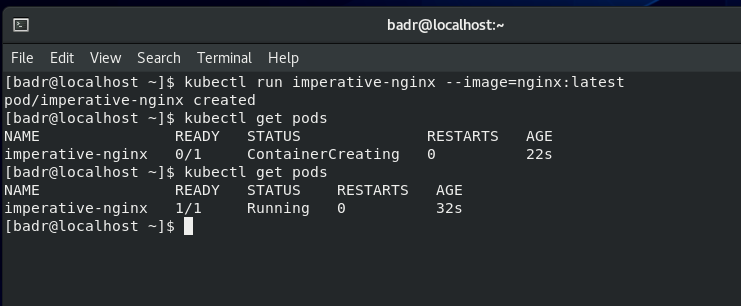 badr@localhost:~
File Edit View Search Terminal Help
[badr@localhost ~]$ kubectl run imperative-nginx --image=nginx:latest
pod/imperative-nginx created
[badr@localhost ~]$ kubectl get pods
NAME               READY   STATUS              RESTARTS   AGE
imperative-nginx   0/1     ContainerCreating   0          22s
[badr@localhost ~]$ kubectl get pods
NAME               READY   STATUS    RESTARTS   AGE
imperative-nginx   1/1     Running   0          32s
[badr@localhost ~]$